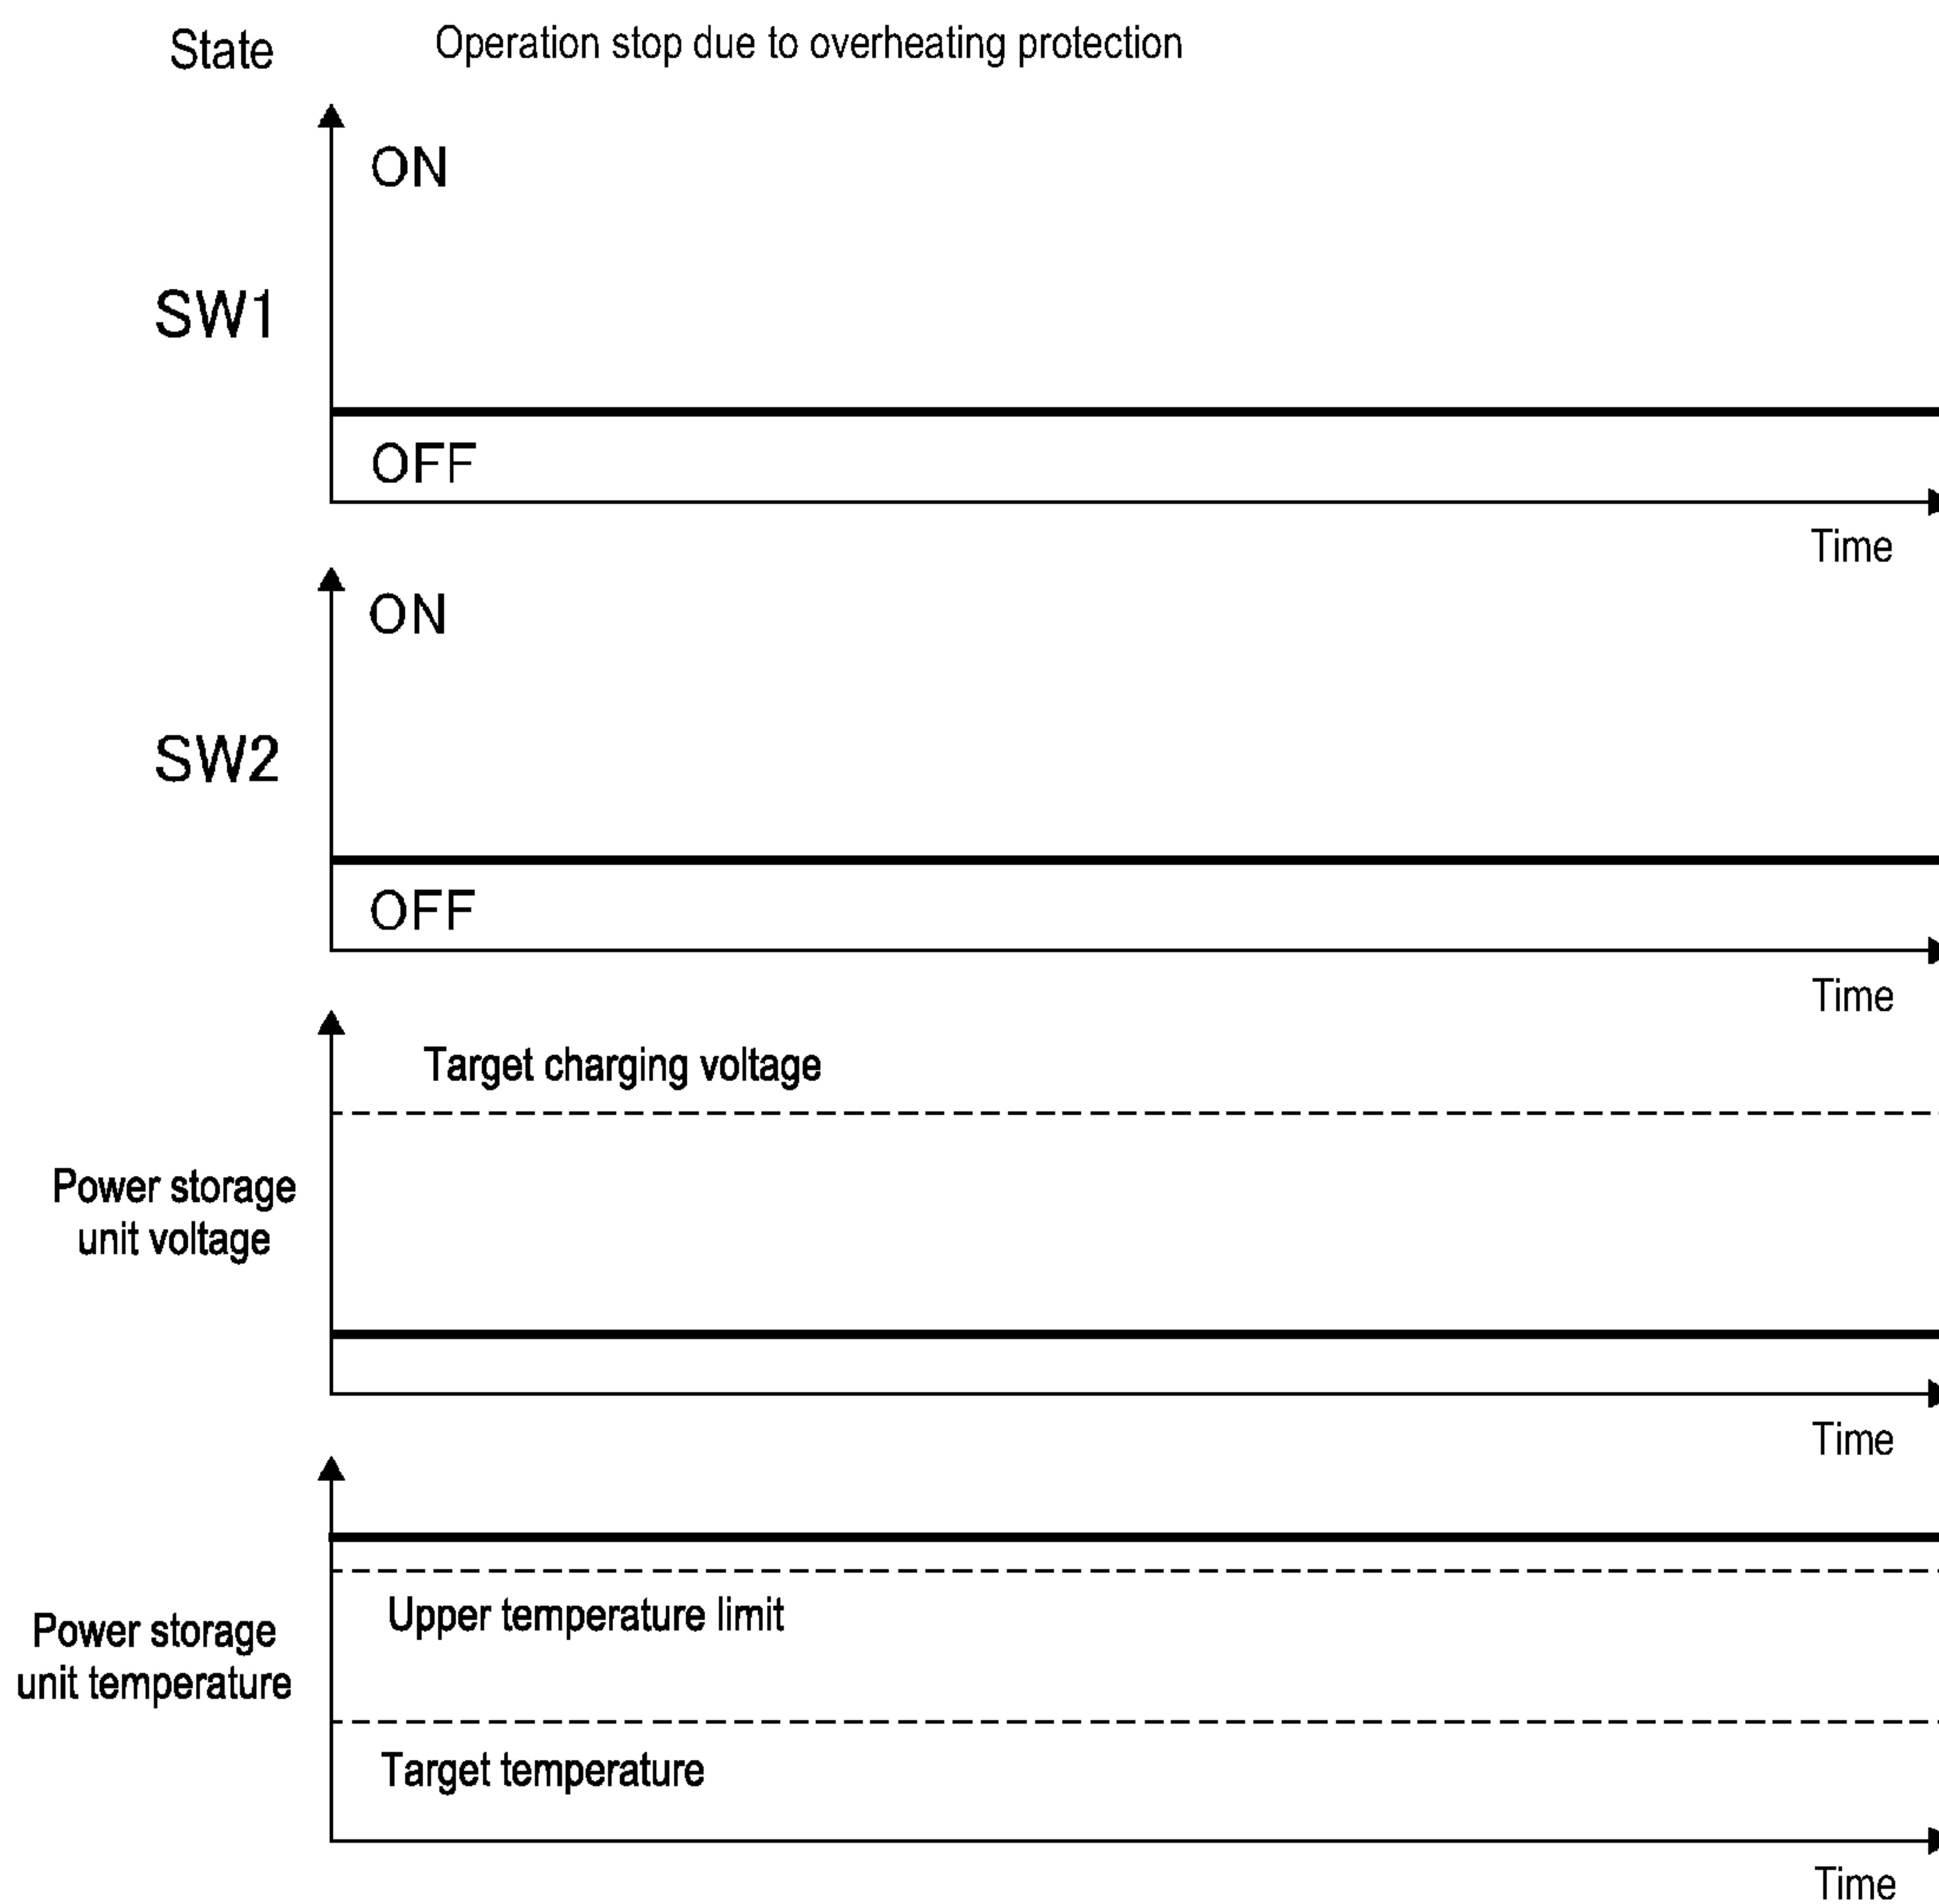 State
Operation stop due to overheating protection
ON
SW1
OFF
Time
ON
SW2
OFF
Time
Target charging voltage
Power storage
unit voltage
Time
Upper temperature limit
Power storage
unit temperature
Target temperature
Time